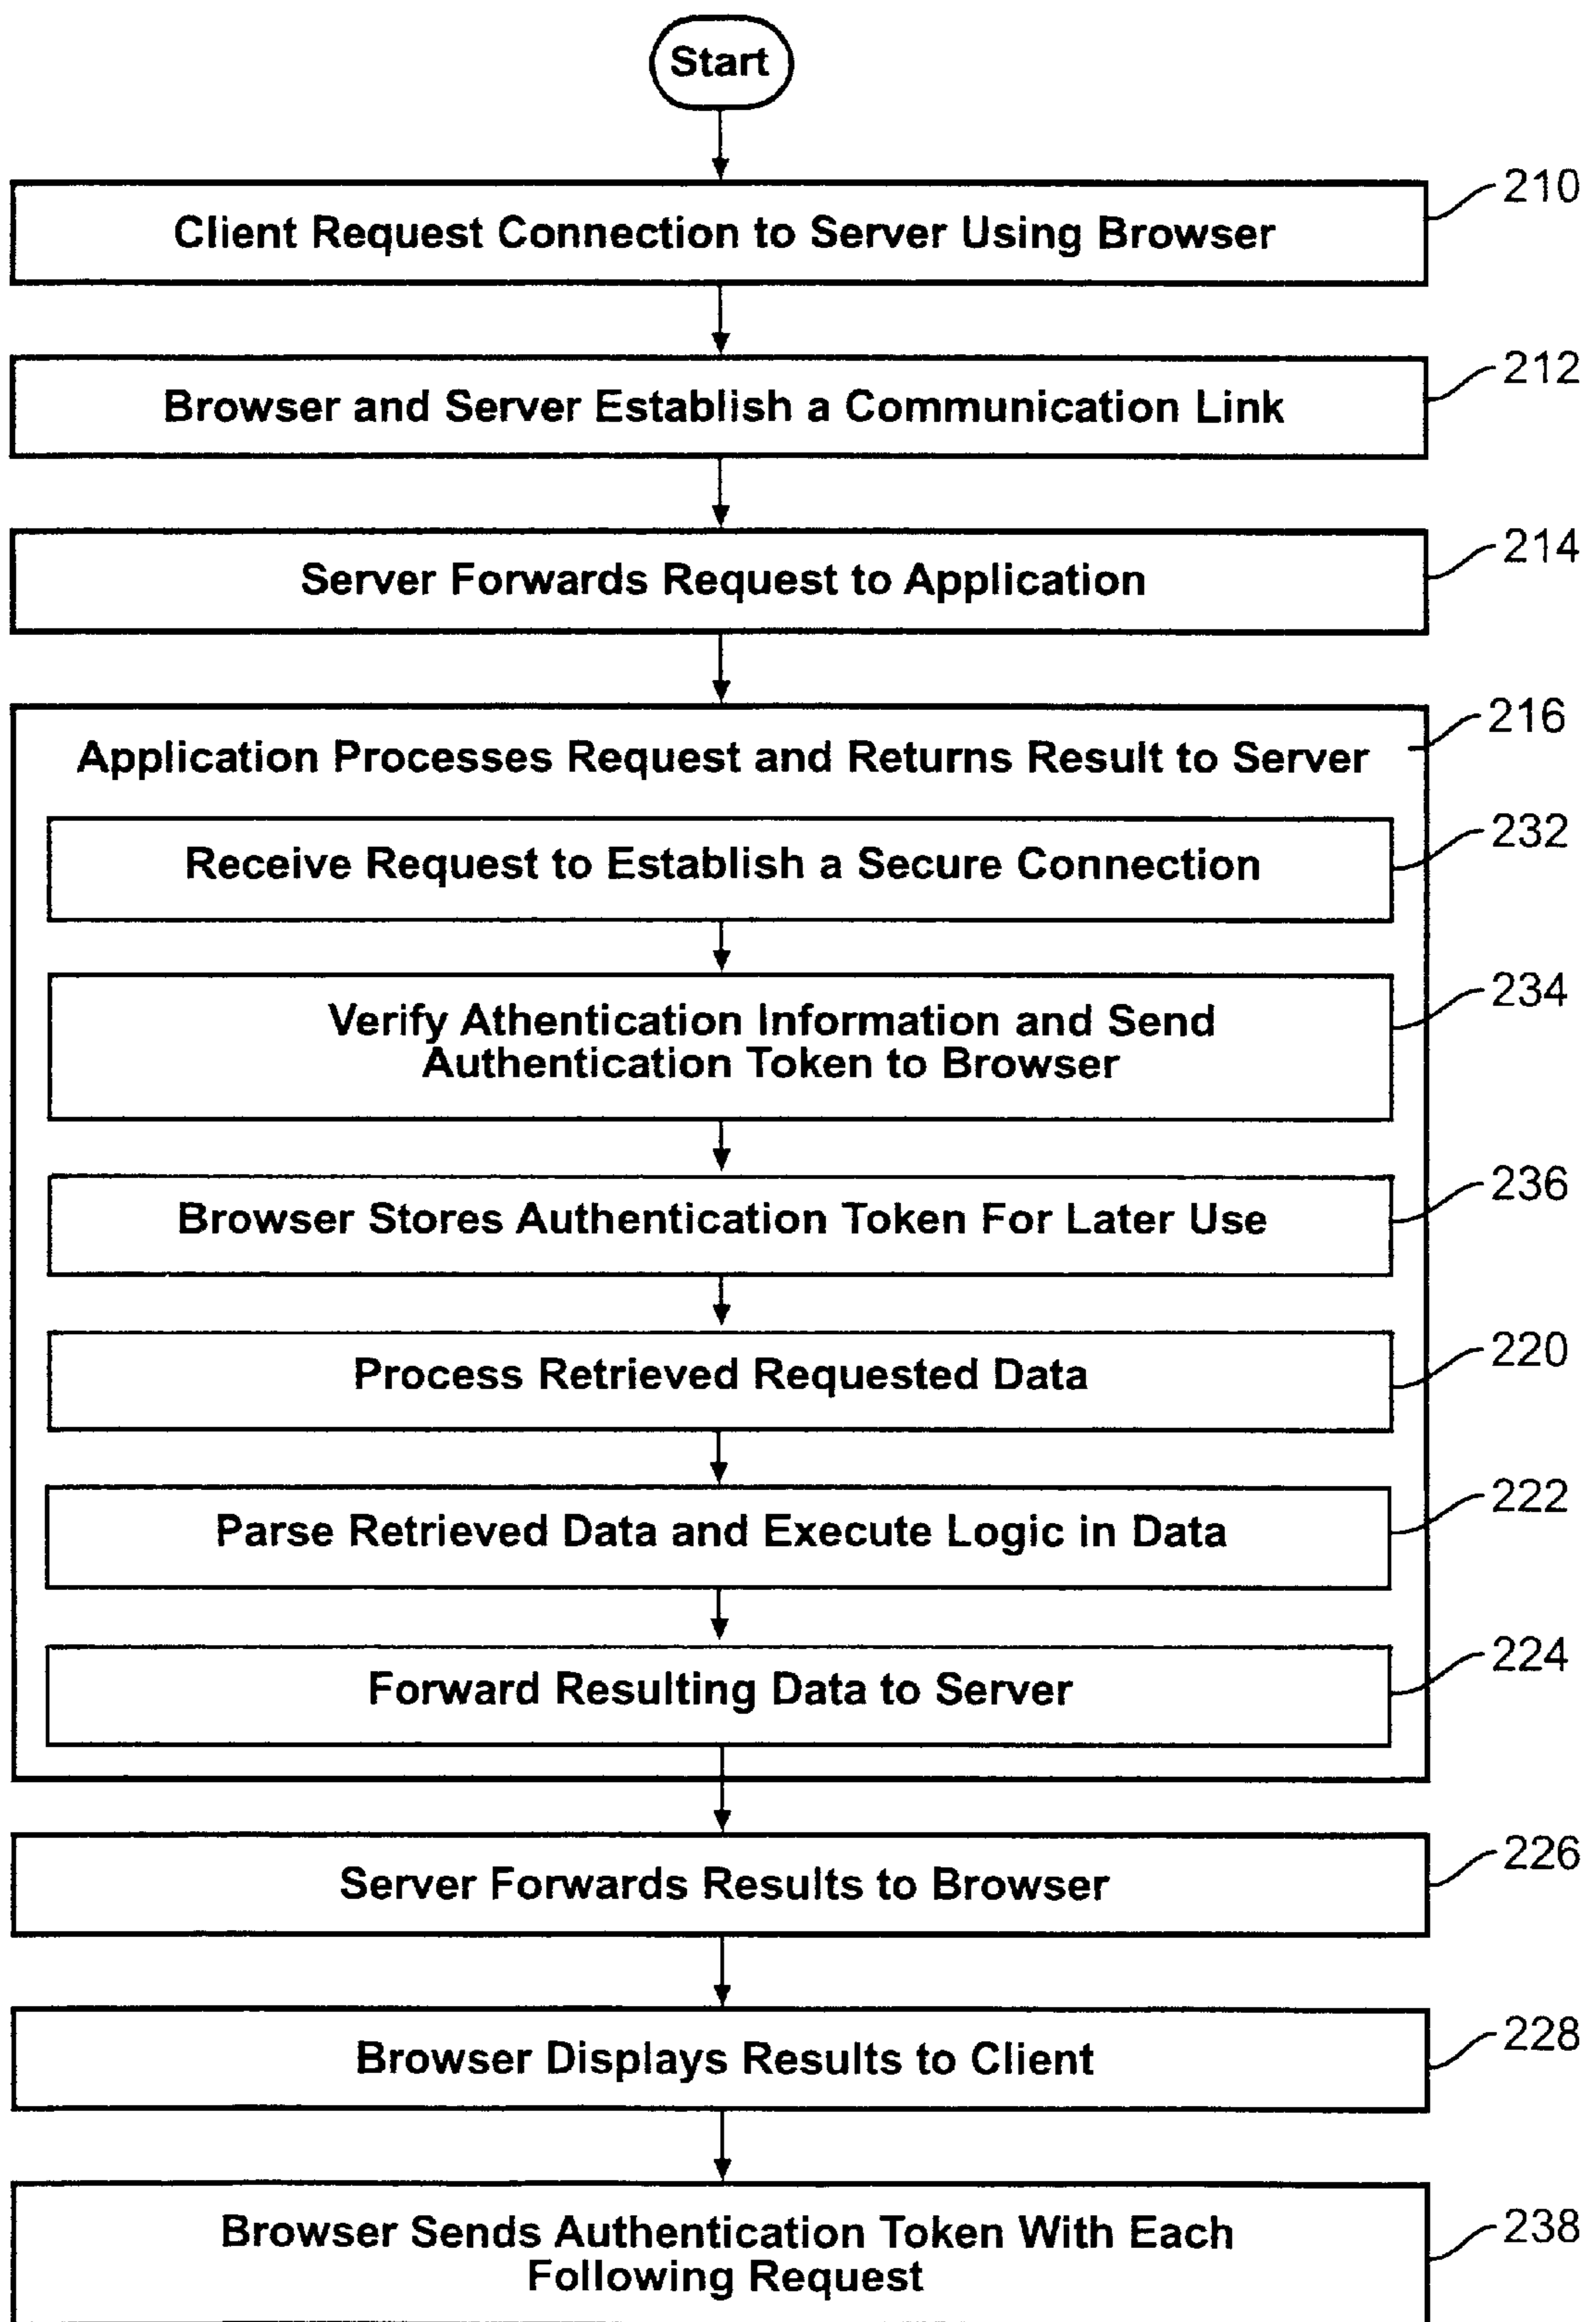 Start
Client Request Connection to Server Using Browser
210
Browser and Server Establish a Communication Link
212
Server Forwards Request to Application
214
Application Processes Request and Returns Result to Server
216
Receive Request to Establish a Secure Connection
232
Verify Athentication Information and Send
Authentication Token to Browser
234
Browser Stores Authentication Token For Later Use
236
Process Retrieved Requested Data
220
Parse Retrieved Data and Execute Logic in Data
222
Forward Resulting Data to Server
224
Server Forwards Results to Browser
226
Browser Displays Results to Client
228
Browser Sends Authentication Token With Each
Following Request
238